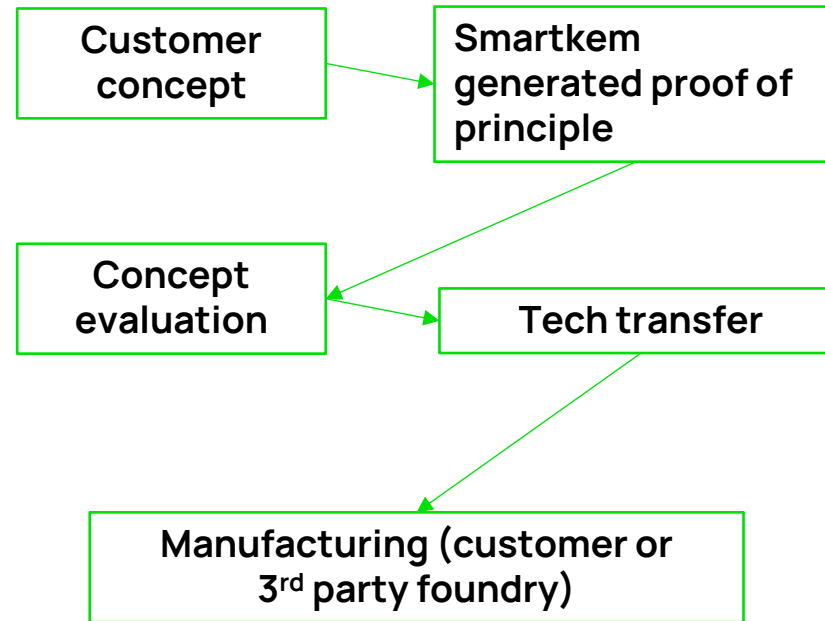 Customer
concept
Smartkem
generated proof of
principle
Concept
evaluation
Tech transfer
Manufacturing (customer or
3rd party foundry)